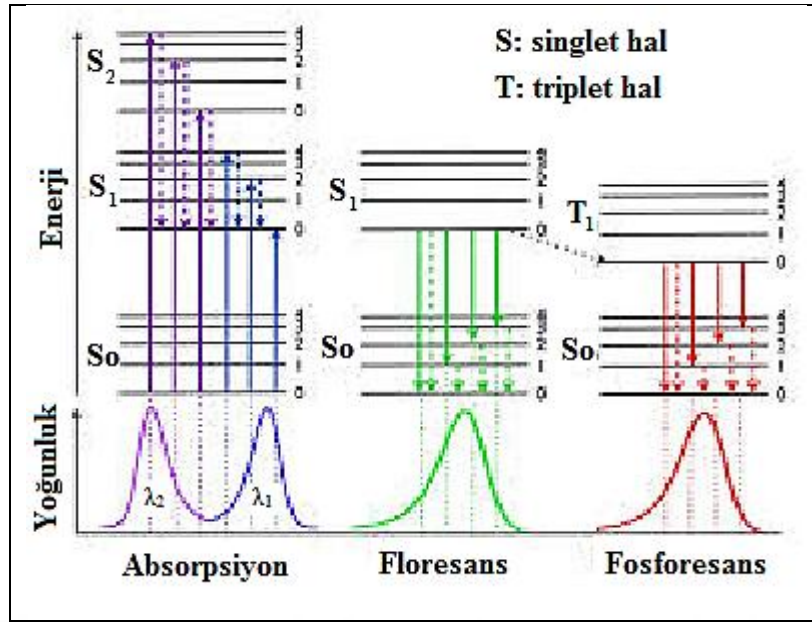 S: singlet hal
T: triplet hal
Enerji
S2
S1
So
S1
So
T1
So
Yoğunluk
λ2
λ1
Absorpsiyon
Floresans
Fosforesans